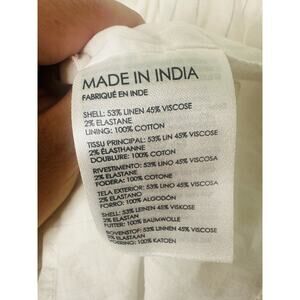 MADE IN INDIA
FABRIQUÉ EN INDE
SHELL: 53% LINEN 45% VISCOSE
2% ELASTANE
LINING: 100% COTTON
TISSU PRINCIPAL: 53% LIN 45% VISCOSE
2% ÉLASTHANNE
DOUBLURE: 100% COTON
RIVESTIMENTO: 53% LINO 45% VISCOSA
2% ELASTANE
FODERA: 100% COTONE
TELA EXTERIOR: 53% LINO 45% VISCOSA
2% ELASTANO
FORRO: 100% ALGODÓN
SHELL: 53% LEINEN 45% VISKOSE
2% ELASTAN
FUTTER: 100% BAUMWOLLE
BOVENSTOF: 53% LINNEN 45% VISCOSE
ELASTAAN
100% KATOEN